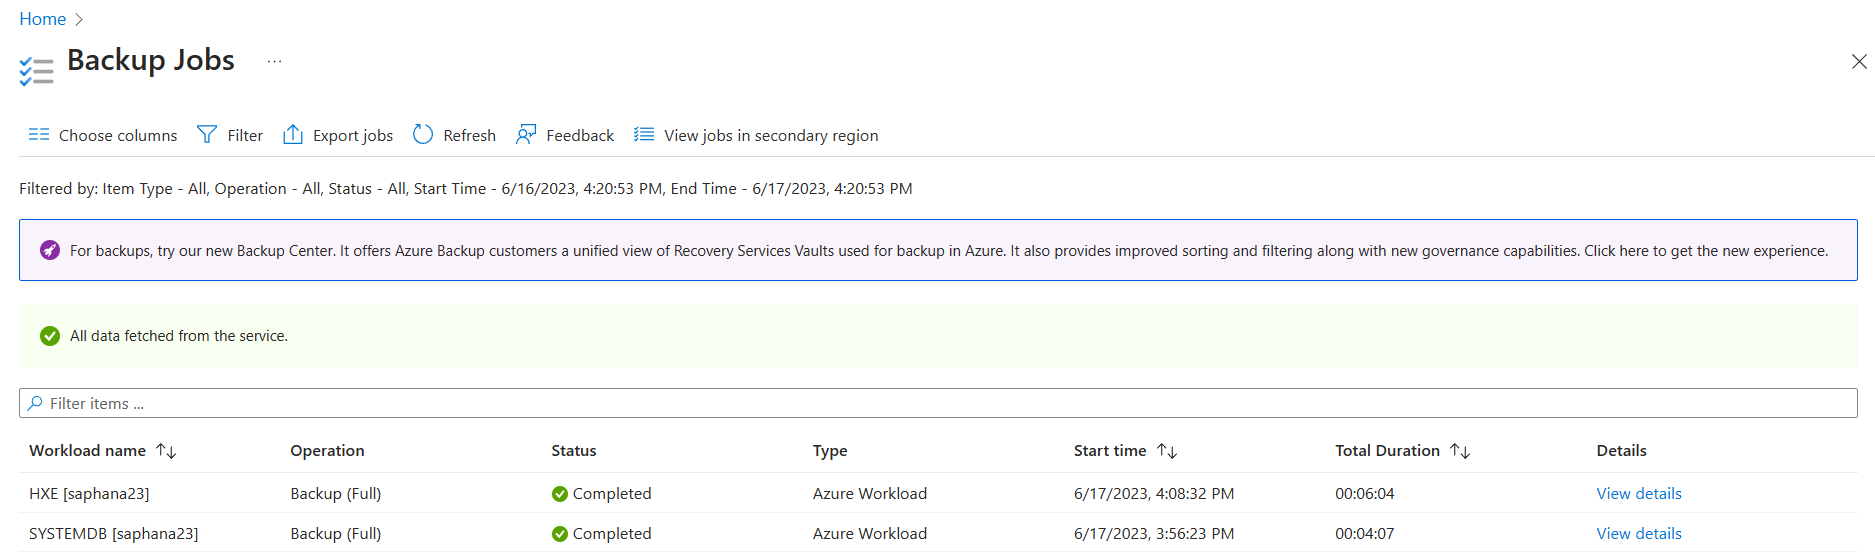 Home
Backup Jobs ...
Choose columns Filter Export jobs Refresh Feedback View jobs in secondary region
Filtered by: Item Type - All, Operation - All, Status - All, Start Time - 6/16/2023, 4:20:53 PM, End Time - 6/17/2023, 4:20:53 PM
For backups, try our new Backup Center. It offers Azure Backup customers a unified view of Recovery Services Vaults used for backup in Azure. It also provides improved sorting and filtering along with new governance capabilities. Click here to get the new experience.
All data fetched from the service.
Filter items ...
Workload name Operation Status Type Start time Total Duration Details
HXE [saphana23] Backup (Full) Completed Azure Workload 6/17/2023, 4:08:32 PM 00:06:04 View details
SYSTEMDB [saphana23] Backup (Full) Completed Azure Workload 6/17/2023, 3:56:23 PM 00:04:07 View details